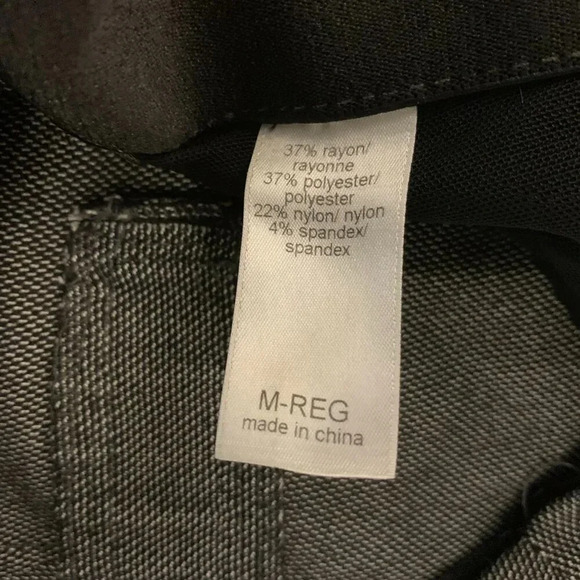 37% rayon/
rayonne
37% polyester/
polyester
22% nylon/ nylon
4% spandex/
spandex
M-REG
made in china